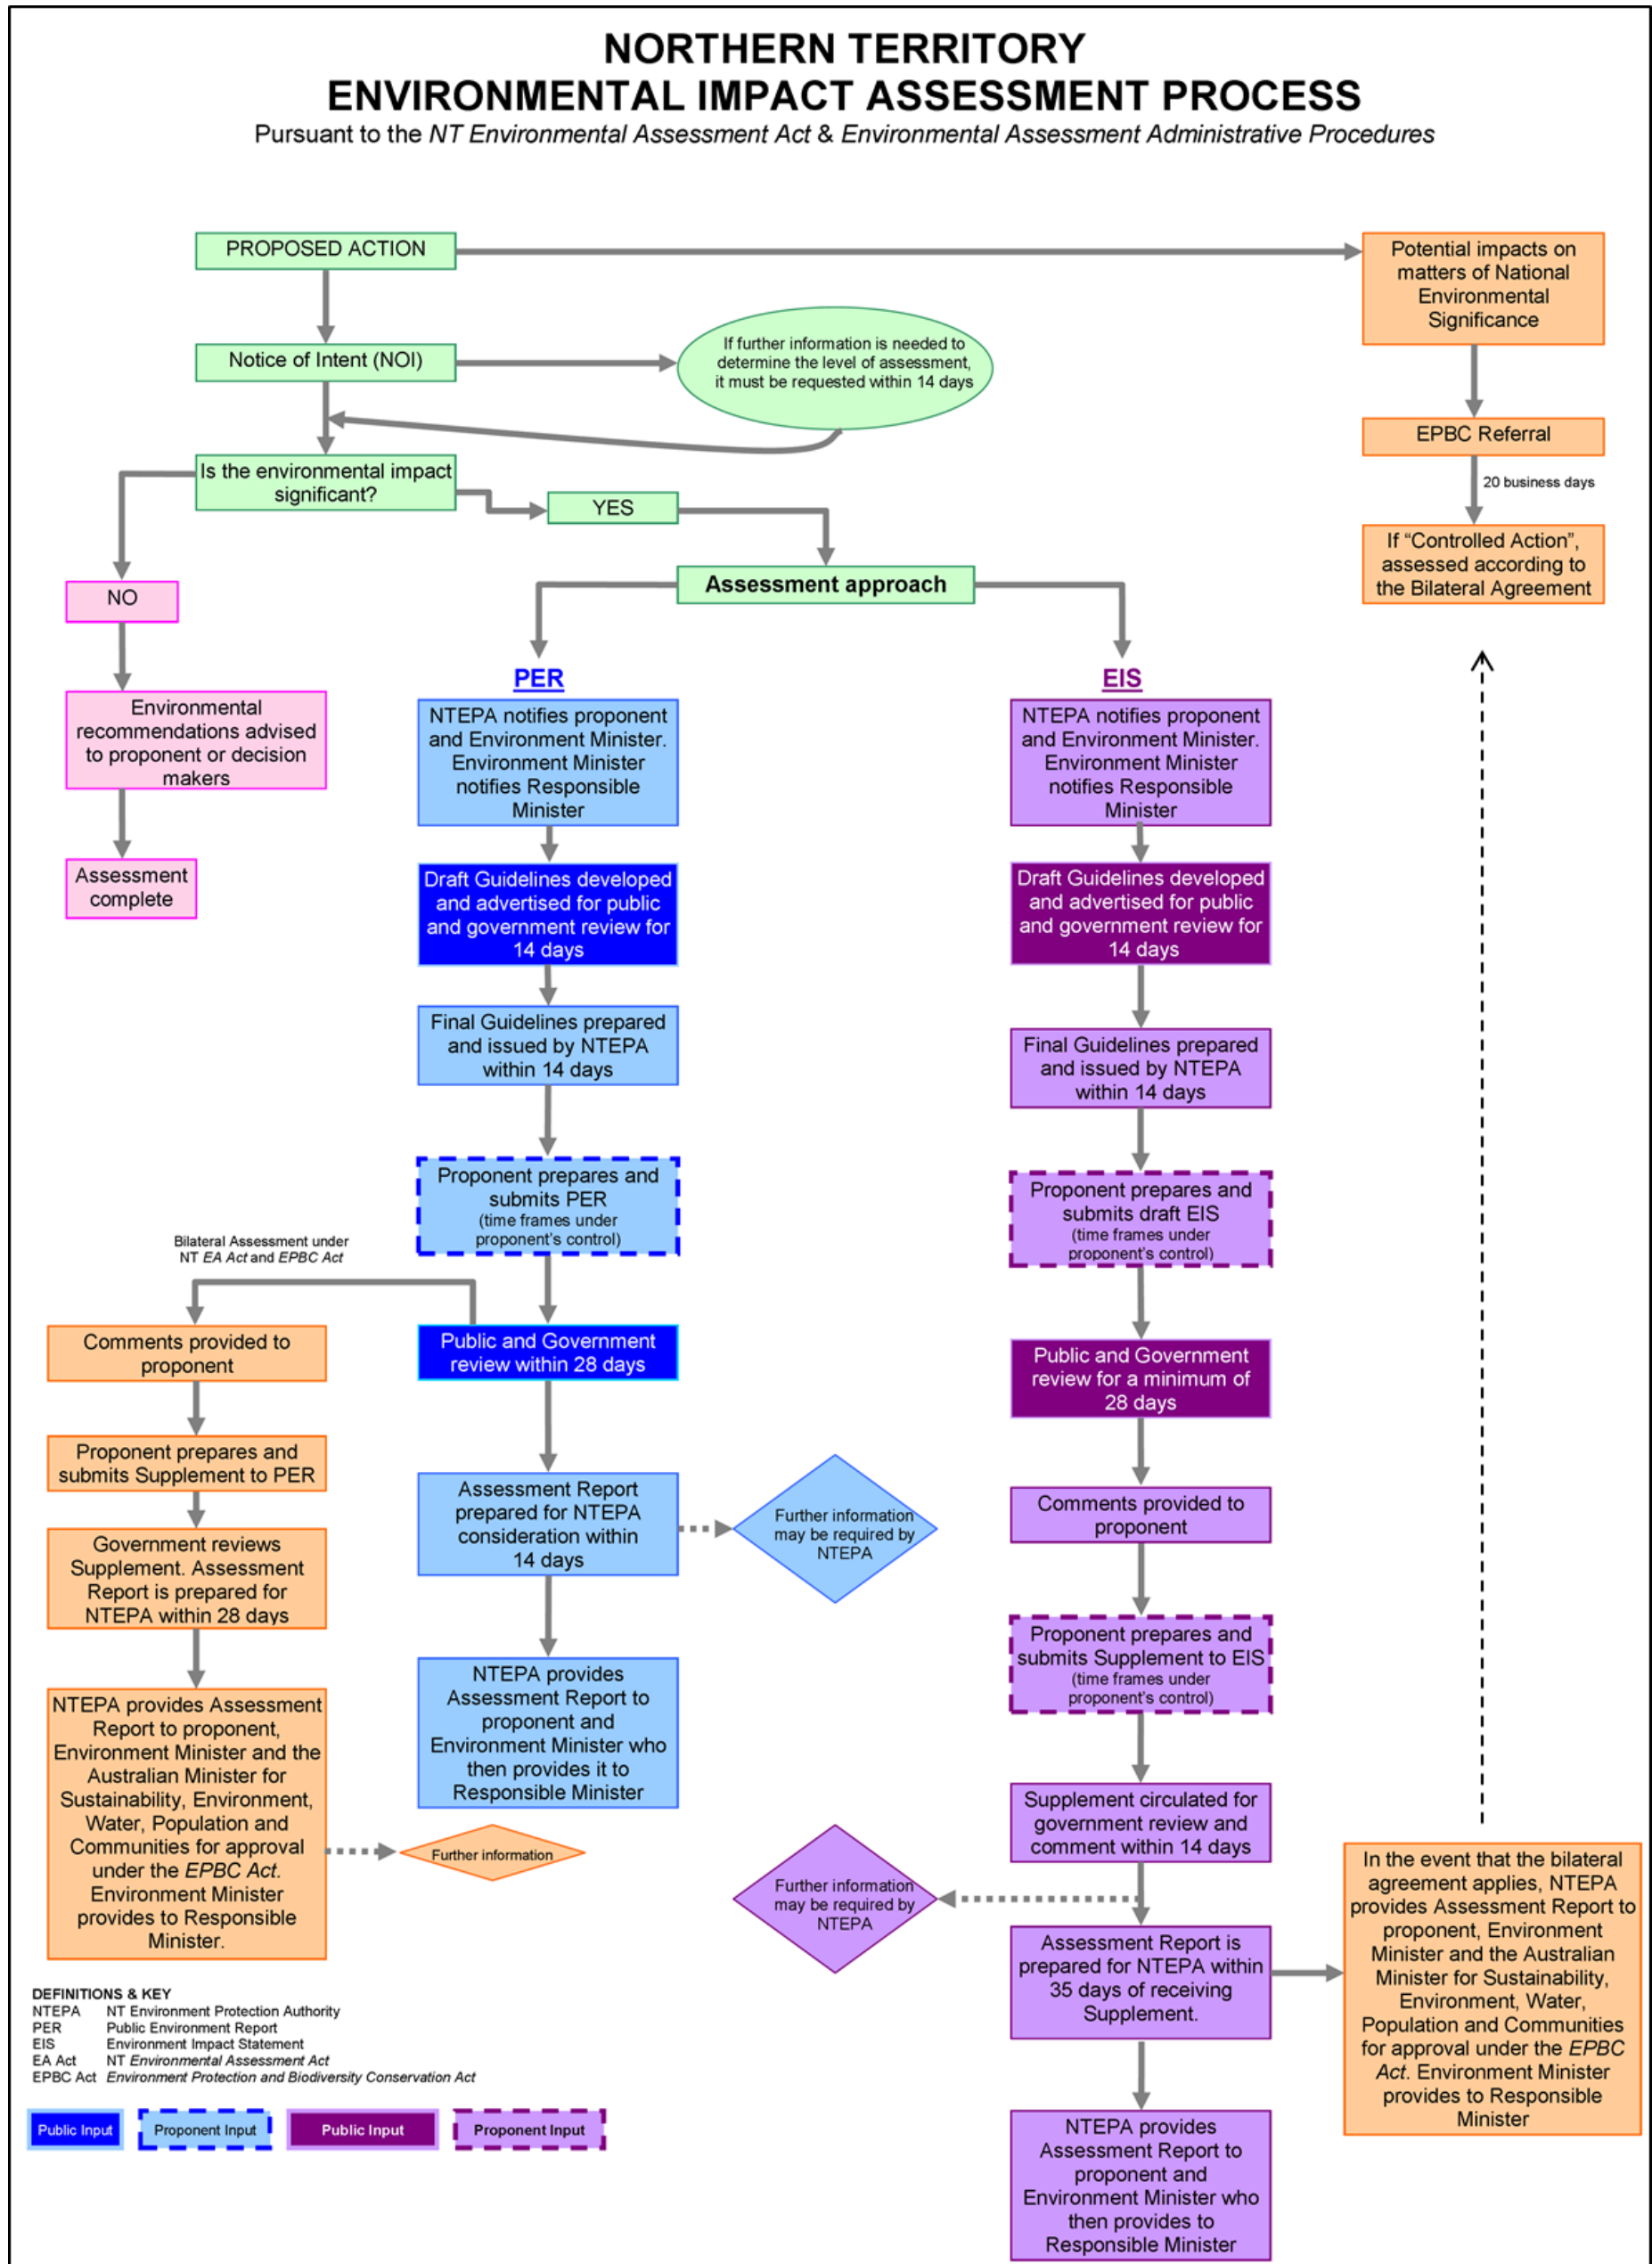 NORTHERN TERRITORY
ENVIRONMENTAL IMPACT ASSESSMENT PROCESS
Pursuant to the NT Environmental Assessment Act & Environmental Assessment Administrative Procedures
PROPOSED ACTION
Potential impacts on
matters of National
Environmental
Significance
Notice of Intent (NOI)
If further information is needed to
determine the level of assessment,
it must be requested within 14 days
EPBC Referral
20 business days
If “Controlled Action”,
assessed according to
the Bilateral Agreement
Is the environmental impact
significant?
YES
NO
Environmental
recommendations advised
to proponent or decision
makers
Assessment
complete
Assessment approach
PER
NTEPA notifies proponent
and Environment Minister.
Environment Minister
notifies Responsible
Minister
Draft Guidelines developed
and advertised for public
and government review for
14 days
Final Guidelines prepared
and issued by NTEPA
within 14 days
Proponent prepares and
submits PER
(time frames under
proponent's control)
Public and Government
review within 28 days
Assessment Report
prepared for NTEPA
consideration within
14 days
Further information
may be required by
NTEPA
NTEPA provides
Assessment Report to
proponent and
Environment Minister who
then provides it to
Responsible Minister
Bilateral Assessment under
NT EA Act and EPBC Act
Comments provided to
proponent
Proponent prepares and
submits Supplement to PER
Government reviews
Supplement. Assessment
Report is prepared for
NTEPA within 28 days
NTEPA provides Assessment
Report to proponent,
Environment Minister and the
Australian Minister for
Sustainability, Environment,
Water, Population and
Communities for approval
under the EPBC Act.
Environment Minister
provides to Responsible
Minister.
Further information
EIS
NTEPA notifies proponent
and Environment Minister.
Environment Minister
notifies Responsible
Minister
Draft Guidelines developed
and advertised for public
and government review for
14 days
Final Guidelines prepared
and issued by NTEPA
within 14 days
Proponent prepares and
submits draft EIS
(time frames under
proponent's control)
Public and Government
review for a minimum of
28 days
Comments provided to
proponent
Proponent prepares and
submits Supplement to EIS
(time frames under
proponent's control)
Supplement circulated for
government review and
comment within 14 days
Further information
may be required by
NTEPA
Assessment Report is
prepared for NTEPA within
35 days of receiving
Supplement.
NTEPA provides
Assessment Report to
proponent and
Environment Minister who
then provides to
Responsible Minister
In the event that the bilateral
agreement applies, NTEPA
provides Assessment Report to
proponent, Environment
Minister and the Australian
Minister for Sustainability,
Environment, Water,
Population and Communities
for approval under the EPBC
Act. Environment Minister
provides to Responsible
Minister
DEFINITIONS & KEY
NTEPA NT Environment Protection Authority
PER Public Environment Report
EIS Environment Impact Statement
EA Act NT Environmental Assessment Act
EPBC Act Environment Protection and Biodiversity Conservation Act
Public Input
Proponent Input
Public Input
Proponent Input